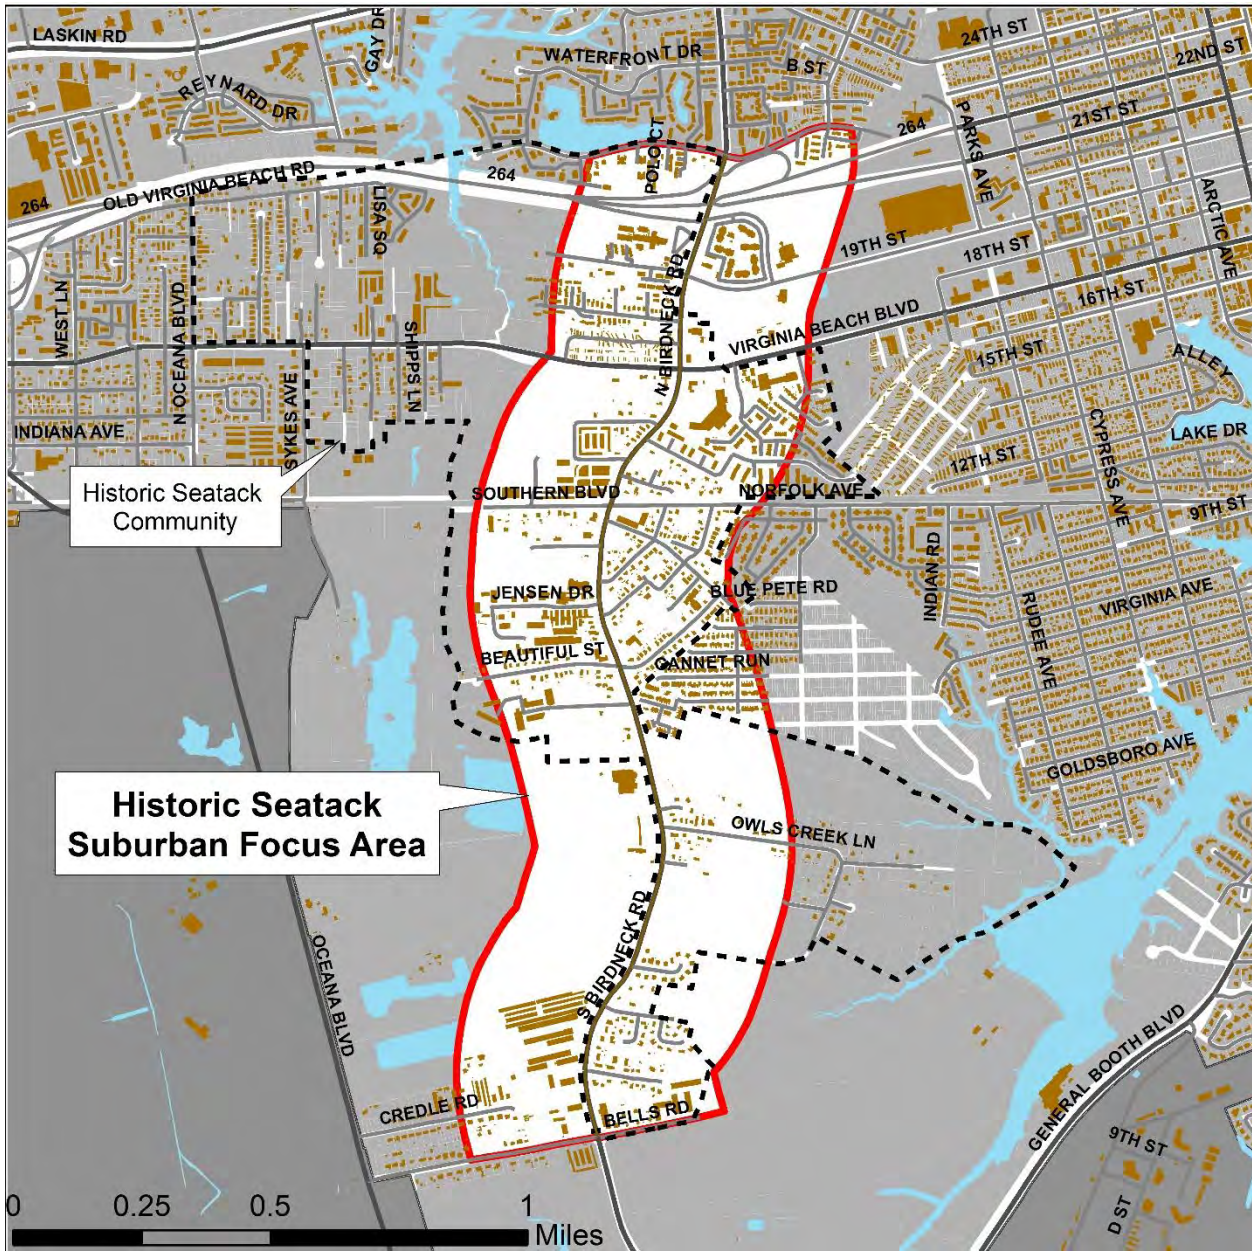 LASKIN RD
GAY DR
WATERFRONT DR
B ST
24TH ST
22ND ST
REYNARD DR
21ST ST
PARKS AVE
264
POLO CT
264
OLD VIRGINIA BEACH RD
264
LISA SQ
ARCTIC AVE
19TH ST
18TH ST
16TH ST
WEST LN
N OCEANA BLVD
SHIPPS LN
N BIRDNECK RD
VIRGINIA BEACH BLVD
15TH ST
ALLEY
INDIANA AVE
SYKES AVE
CYPRESS AVE
LAKE DR
12TH ST
Historic Seatack
Community
SOUTHERN BLVD
NORFOLK AVE
9TH ST
INDIAN RD
JENSEN DR
BLUE PETE RD
RUDEE AVE
VIRGINIA AVE
BEAUTIFUL ST
GANNET RUN
GOLDSBORO AVE
Historic Seatack
Suburban Focus Area
OWLS CREEK LN
OCEANA BLVD
S BIRDNECK RD
GENERAL BOOTH BLVD
CREDLE RD
BELLS RD
9TH ST
D ST
0 0.25 0.5 1
Miles